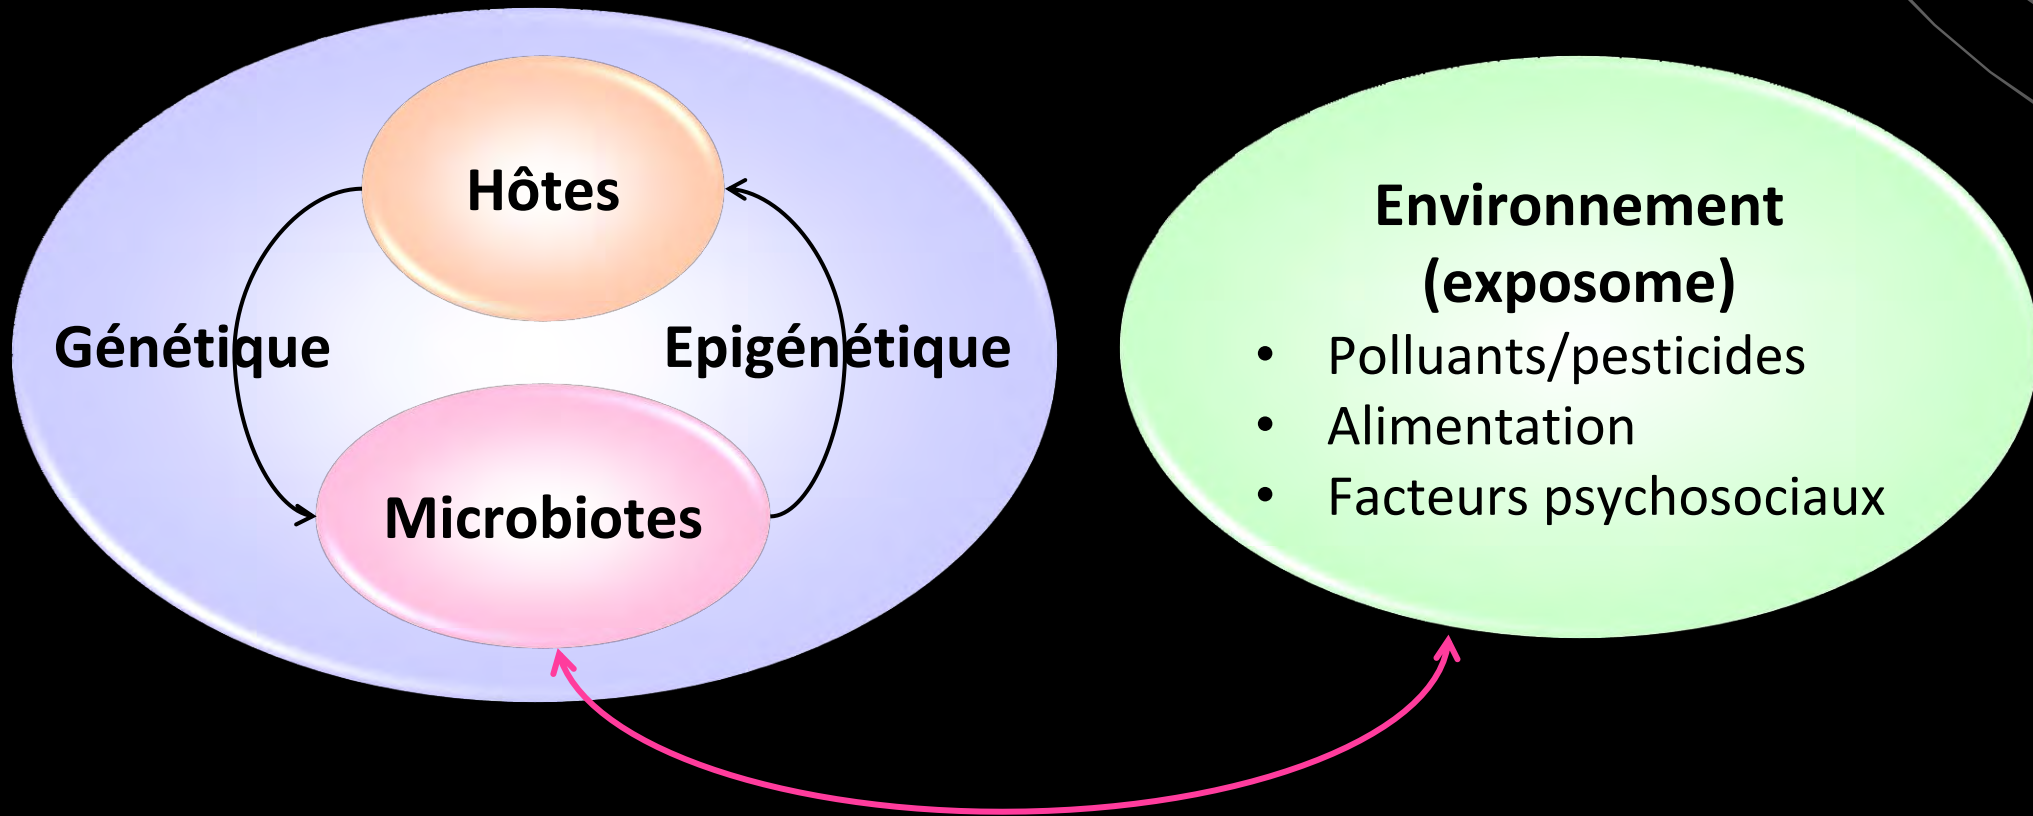 Hôtes
Génétique
Epigénétique
Microbiotes
Environnement
(exposome)
• Polluants/pesticides
• Alimentation
• Facteurs psychosociaux